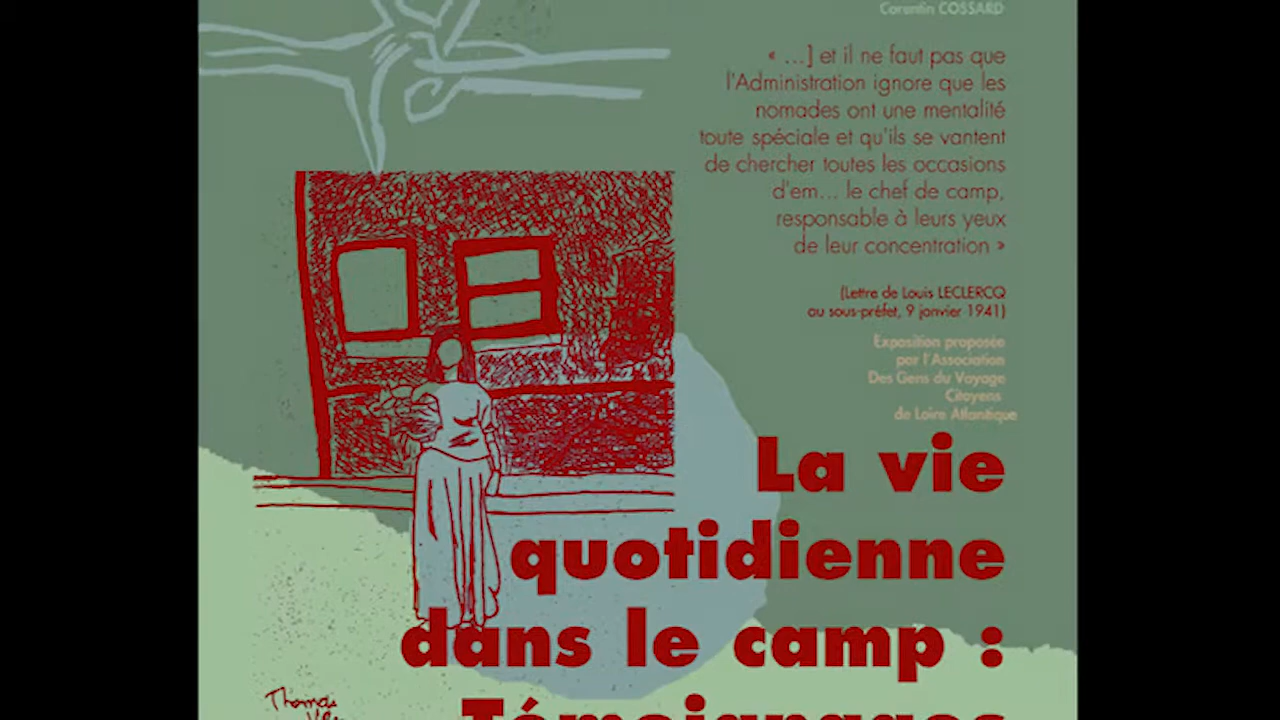 Corentin COSSARD
« ...] et il ne faut pas que
l'Administration ignore que les
nomades ont une mentalité
toute spéciale et qu'ils se vantent
de chercher toutes les occasions
d'em... le chef de camp,
responsable à leurs yeux
de leur concentration »
(Lettre de Louis LECLERCQ
au sous-préfet, 9 janvier 1941)
Exposition proposée
par l'Association
Des Gens du Voyage
Citoyens
de Loire Atlantique
La vie
quotidienne
dans le camp :
Témoignages
Thomas